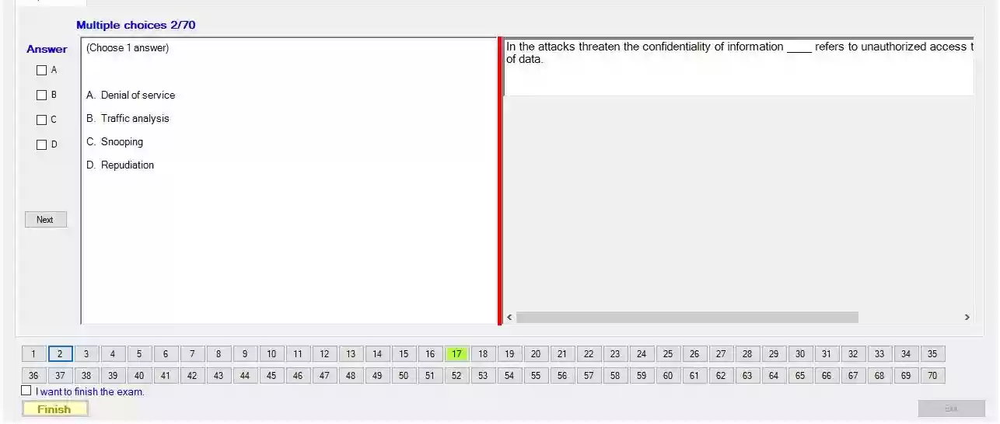 Multiple choices 2/70
Answer
(Choose 1 answer)
A
B
C
D
A. Denial of service
B. Traffic analysis
C. Snooping
D. Repudiation
Next
In the attacks threaten the confidentiality of information ____ refers to unauthorized access t
of data.
1 2 3 4 5 6 7 8 9 10 11 12 13 14 15 16 17 18 19 20 21 22 23 24 25 26 27 28 29 30 31 32 33 34 35
36 37 38 39 40 41 42 43 44 45 46 47 48 49 50 51 52 53 54 55 56 57 58 59 60 61 62 63 64 65 66 67 68 69 70
I want to finish the exam.
Finish
Exit